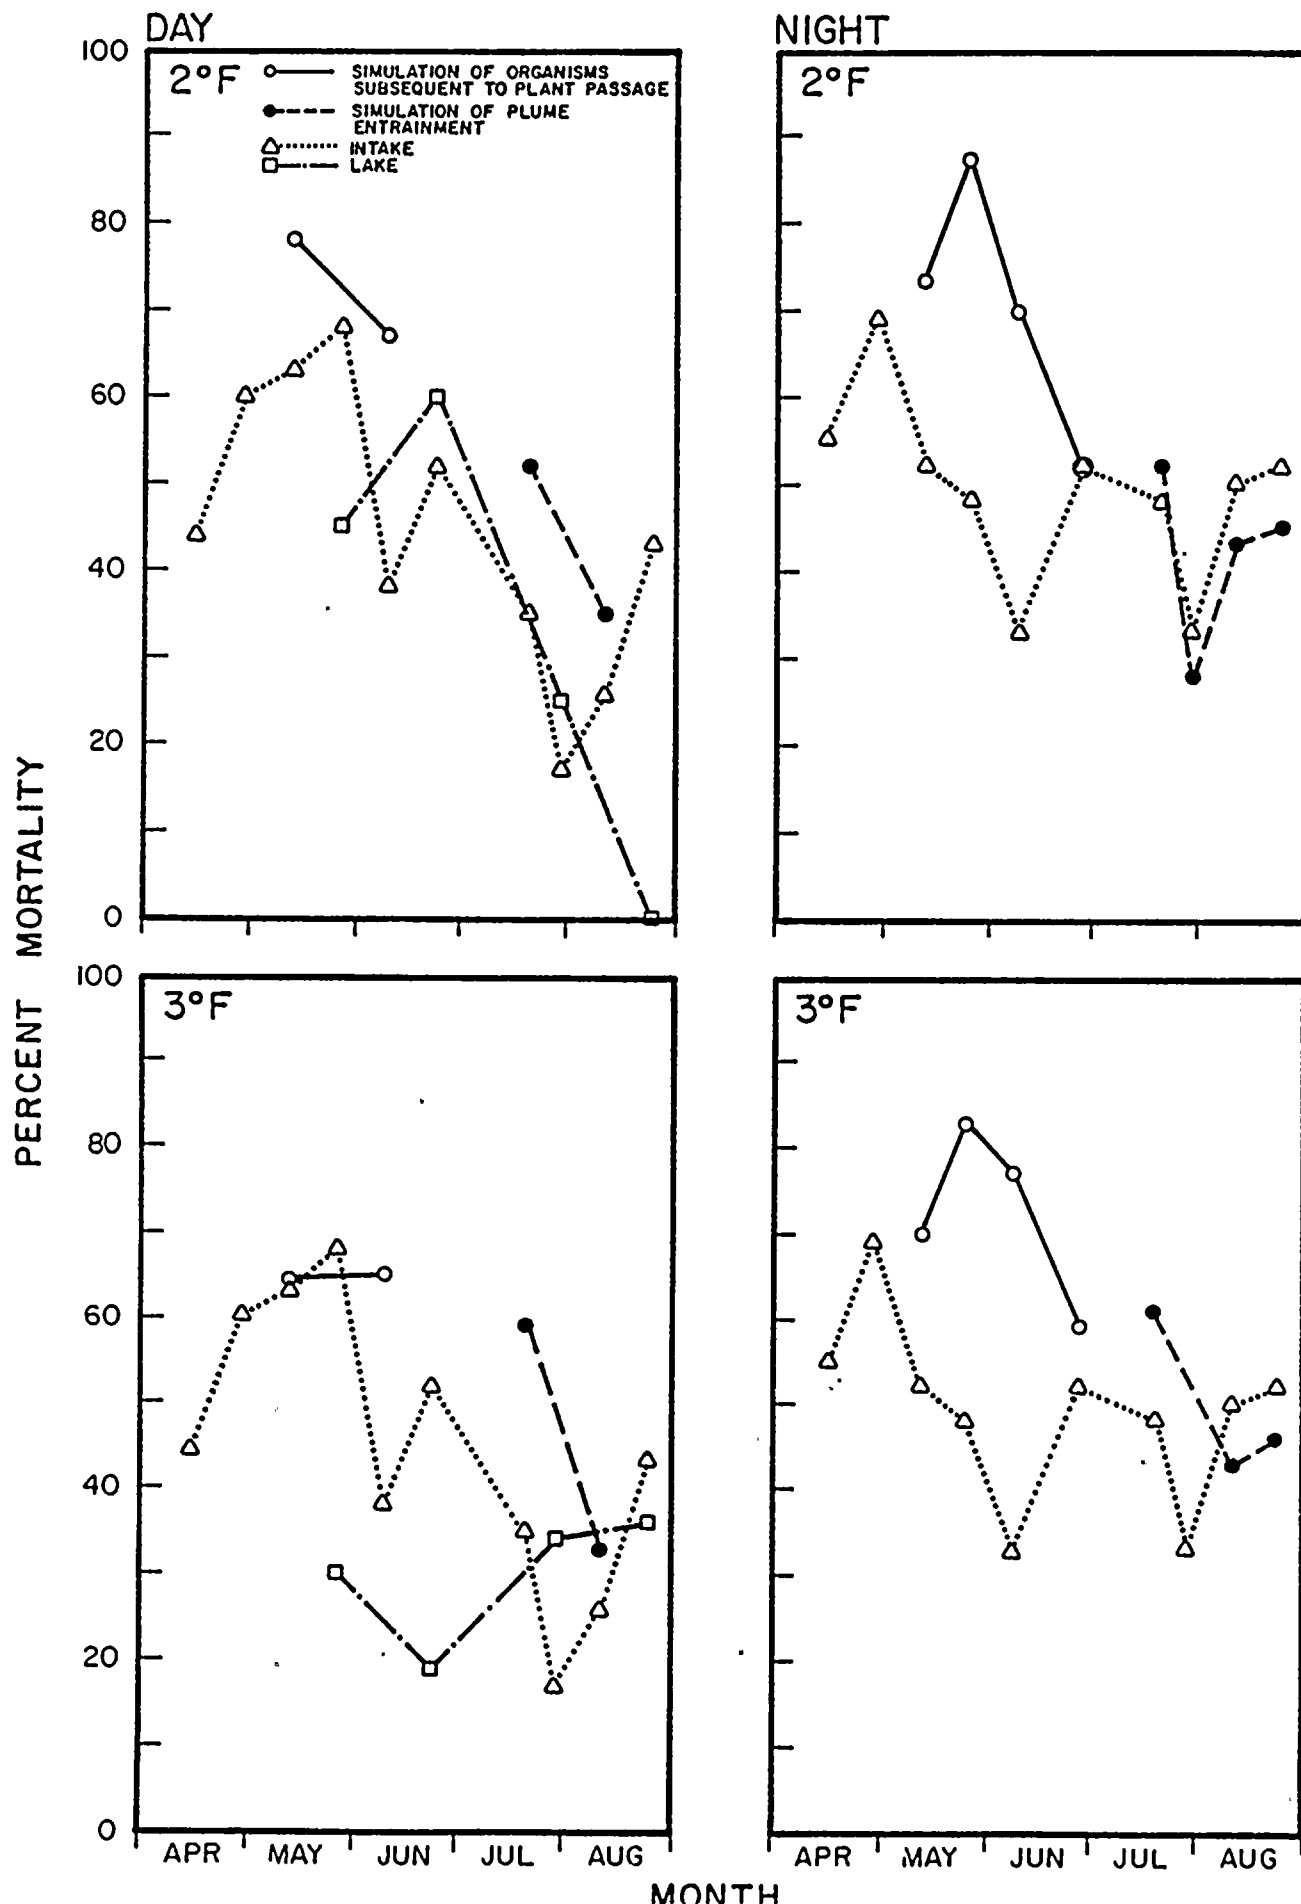 DAY
NIGHT
100
2°F
SIMULATION OF ORGANISMS
SUBSEQUENT TO PLANT PASSAGE
SIMULATION OF PLUME
ENTRAINMENT
INTAKE
LAKE
80
60
40
20
0
2°F
PERCENT MORTALITY
100
3°F
80
60
40
20
0
APR MAY JUN JUL AUG
3°F
APR MAY JUN JUL AUG
MONTH